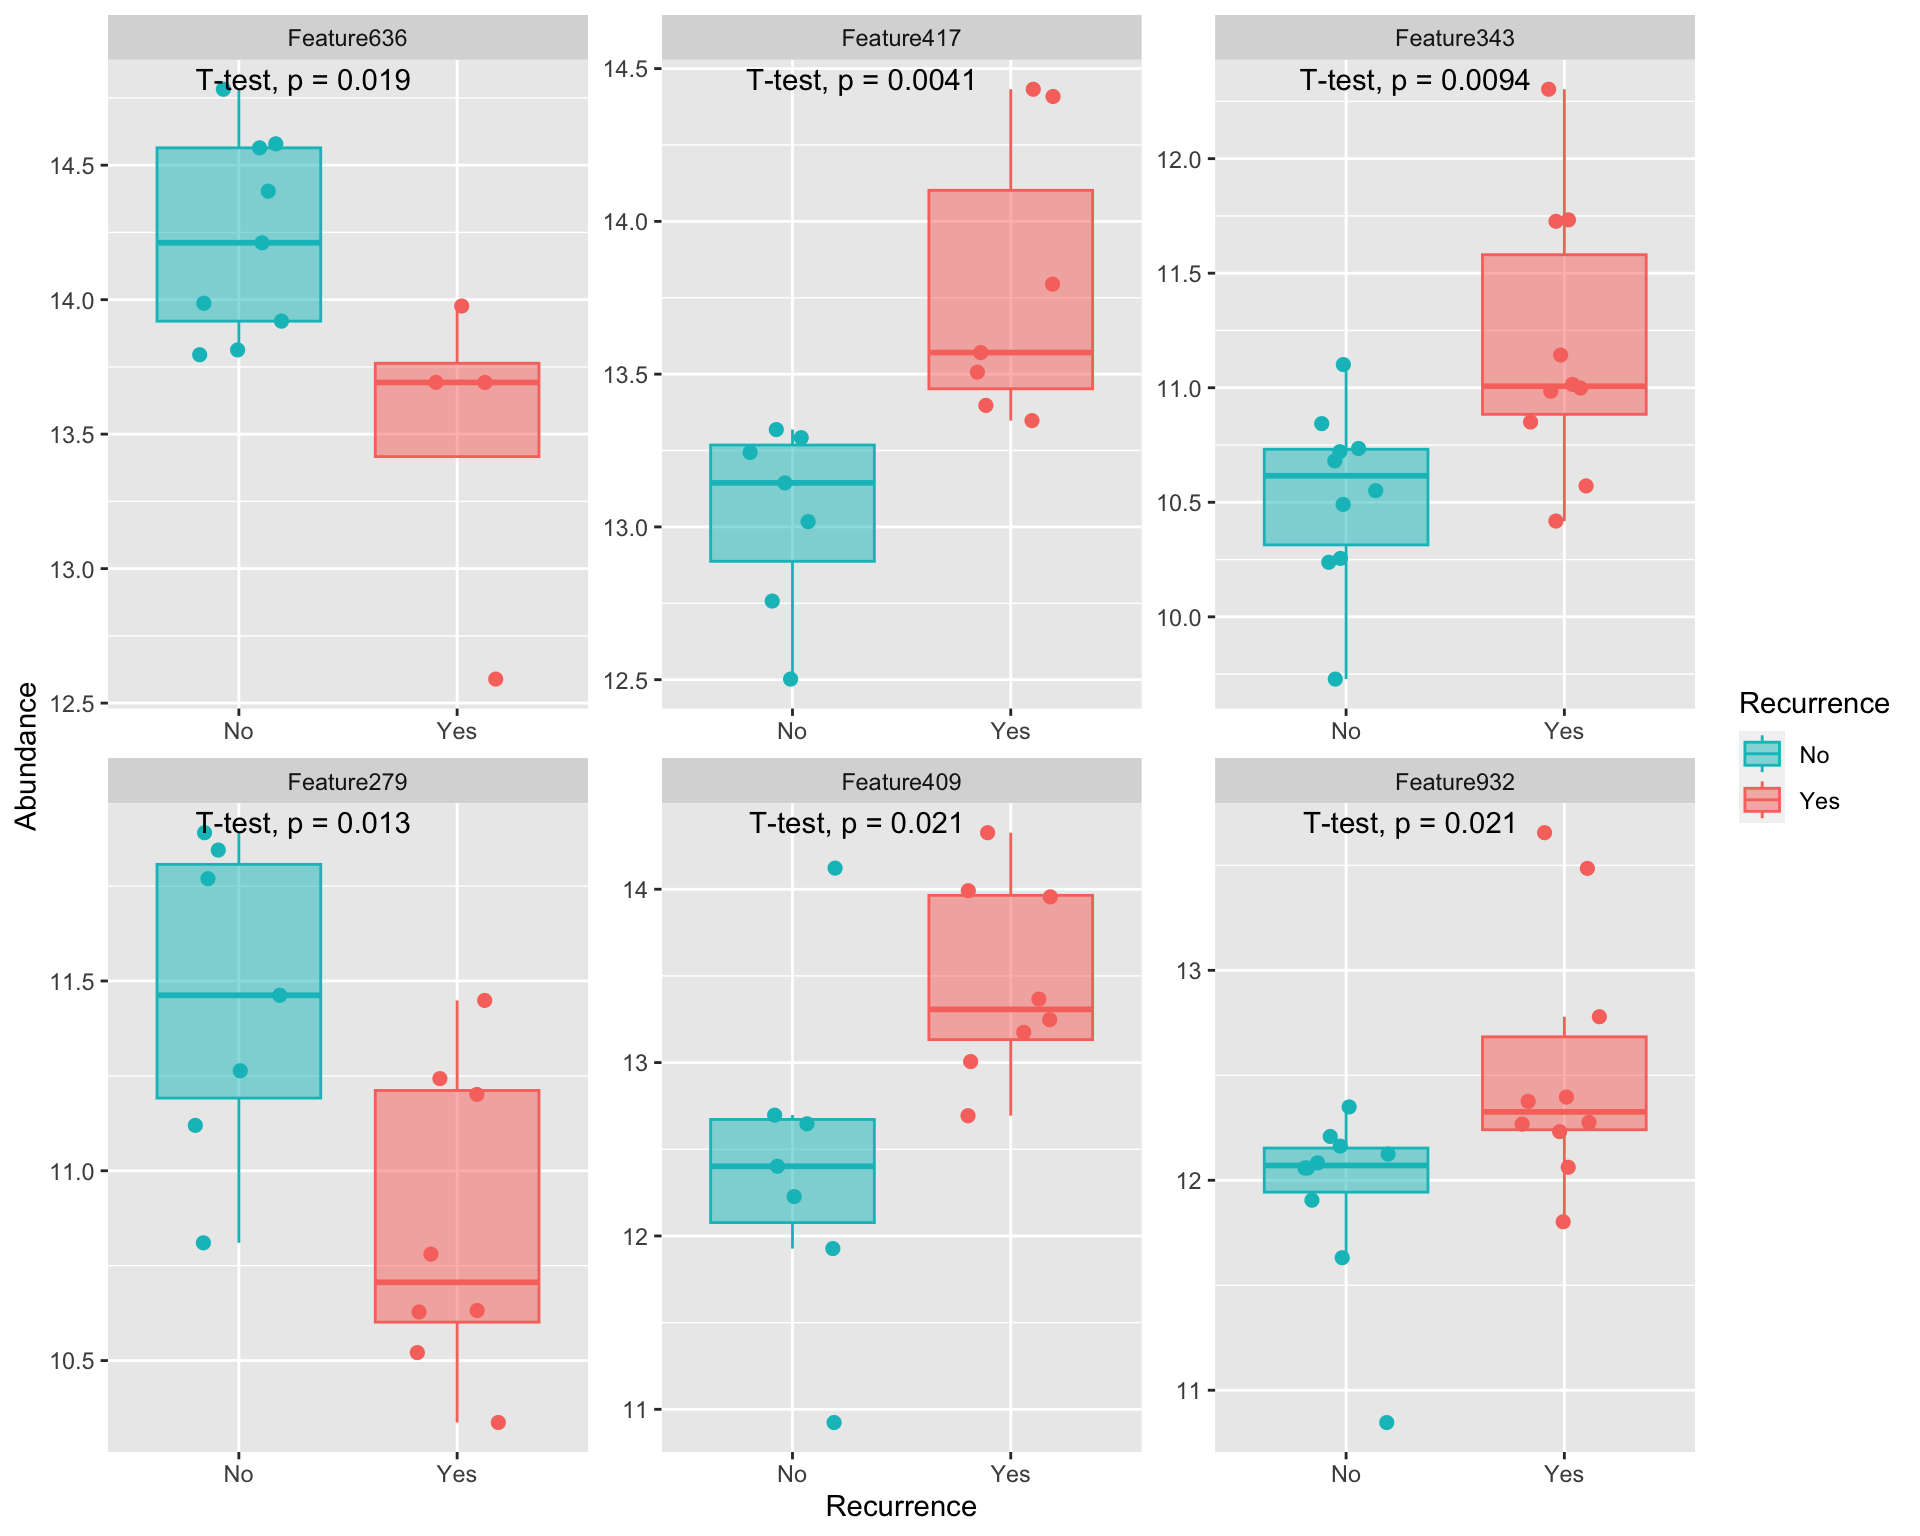 Feature636
T-test, p = 0.019
14.5
14.0
13.5
13.0
12.5
No
Yes
Feature417
T-test, p = 0.0041
14.5
14.0
13.5
13.0
12.5
No
Yes
Feature343
T-test, p = 0.0094
12.0
11.5
11.0
10.5
10.0
No
Yes
Feature279
T-test, p = 0.013
11.5
11.0
10.5
No
Yes
Feature409
T-test, p = 0.021
14
13
12
11
No
Yes
Feature932
T-test, p = 0.021
13
12
11
No
Yes
Abundance
Recurrence
Recurrence
No
Yes